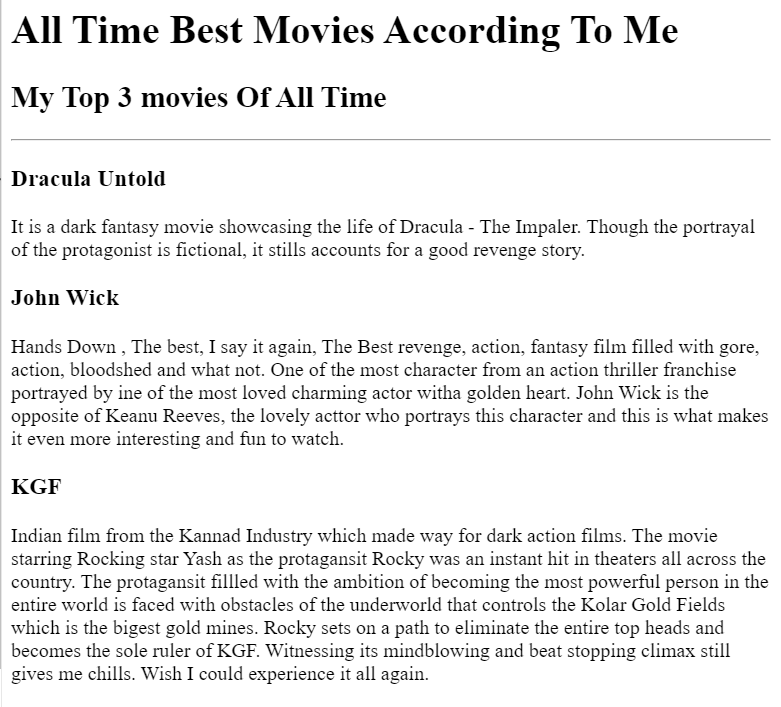 All Time Best Movies According To Me
My Top 3 movies Of All Time
Dracula Untold
It is a dark fantasy movie showcasing the life of Dracula - The Impaler. Though the portrayal
of the protagonist is fictional, it stills accounts for a good revenge story.
John Wick
Hands Down , The best, I say it again, The Best revenge, action, fantasy film filled with gore,
action, bloodshed and what not. One of the most character from an action thriller franchise
portrayed by ine of the most loved charming actor witha golden heart. John Wick is the
opposite of Keanu Reeves, the lovely acttor who portrays this character and this is what makes
it even more interesting and fun to watch.
KGF
Indian film from the Kannad Industry which made way for dark action films. The movie
starring Rocking star Yash as the protagansit Rocky was an instant hit in theaters all across the
country. The protagansit fillled with the ambition of becoming the most powerful person in the
entire world is faced with obstacles of the underworld that controls the Kolar Gold Fields
which is the bigest gold mines. Rocky sets on a path to eliminate the entire top heads and
becomes the sole ruler of KGF. Witnessing its mindblowing and beat stopping climax still
gives me chills. Wish I could experience it all again.